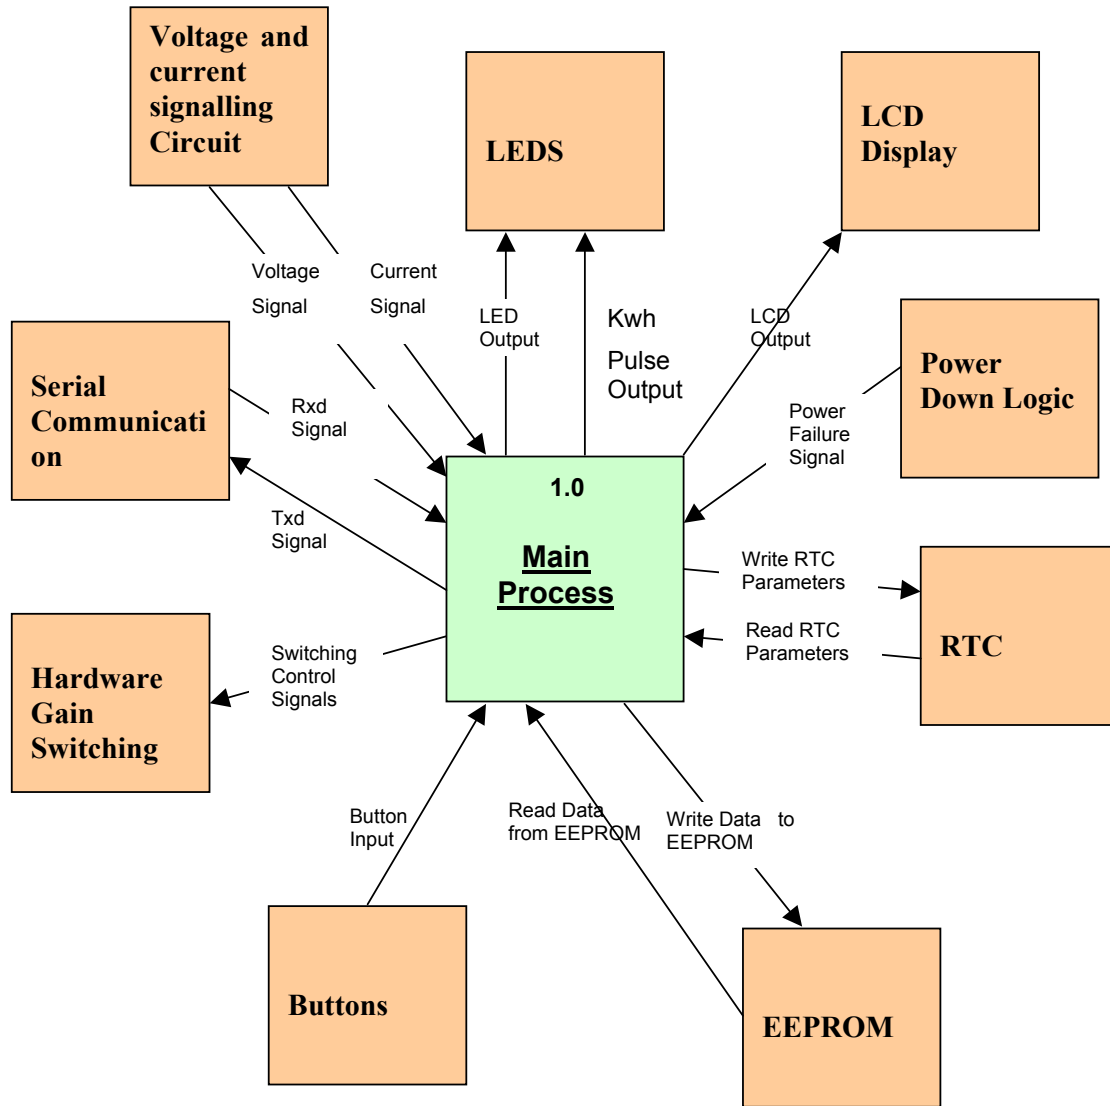 Voltage and
current
signalling
Circuit
LEDS
LCD
Display
Voltage
Signal
Current
Signal
LED
Output
Kwh
Pulse
Output
LCD
Output
Serial
Communicati
on
Rxd
Signal
Power
Failure
Signal
Power
Down Logic
Txd
Signal
1.0
Main
Process
Write RTC
Parameters
Read RTC
Parameters
RTC
Hardware
Gain
Switching
Switching
Control
Signals
Button
Input
Read Data
from EEPROM
Write Data to
EEPROM
Buttons
EEPROM